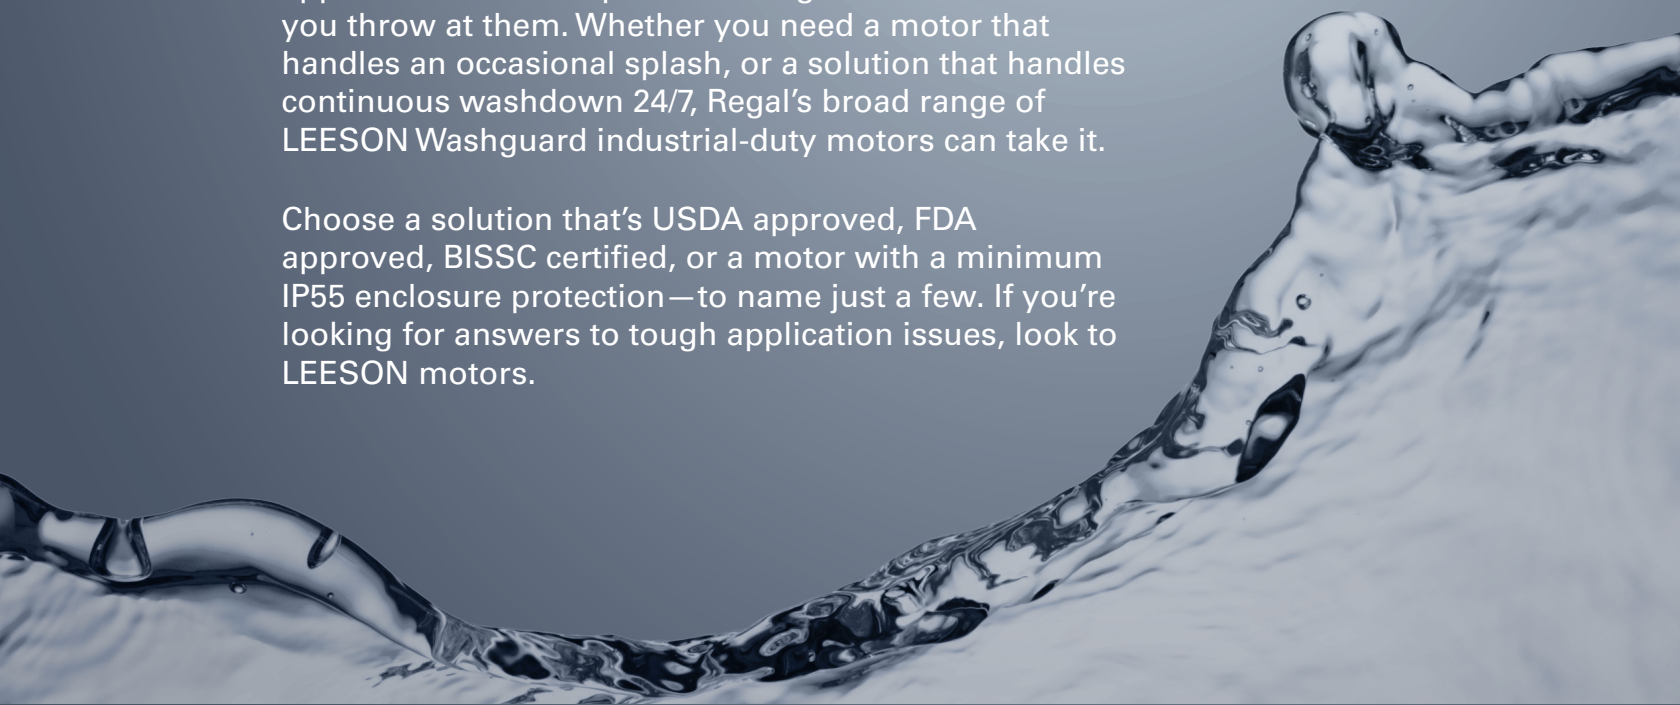 you throw at them. Whether you need a motor that
handles an occasional splash, or a solution that handles
continuous washdown 24/7, Regal’s broad range of
LEESON Washguard industrial-duty motors can take it.
Choose a solution that’s USDA approved, FDA
approved, BISSC certified, or a motor with a minimum
IP55 enclosure protection—to name just a few. If you’re
looking for answers to tough application issues, look to
LEESON motors.